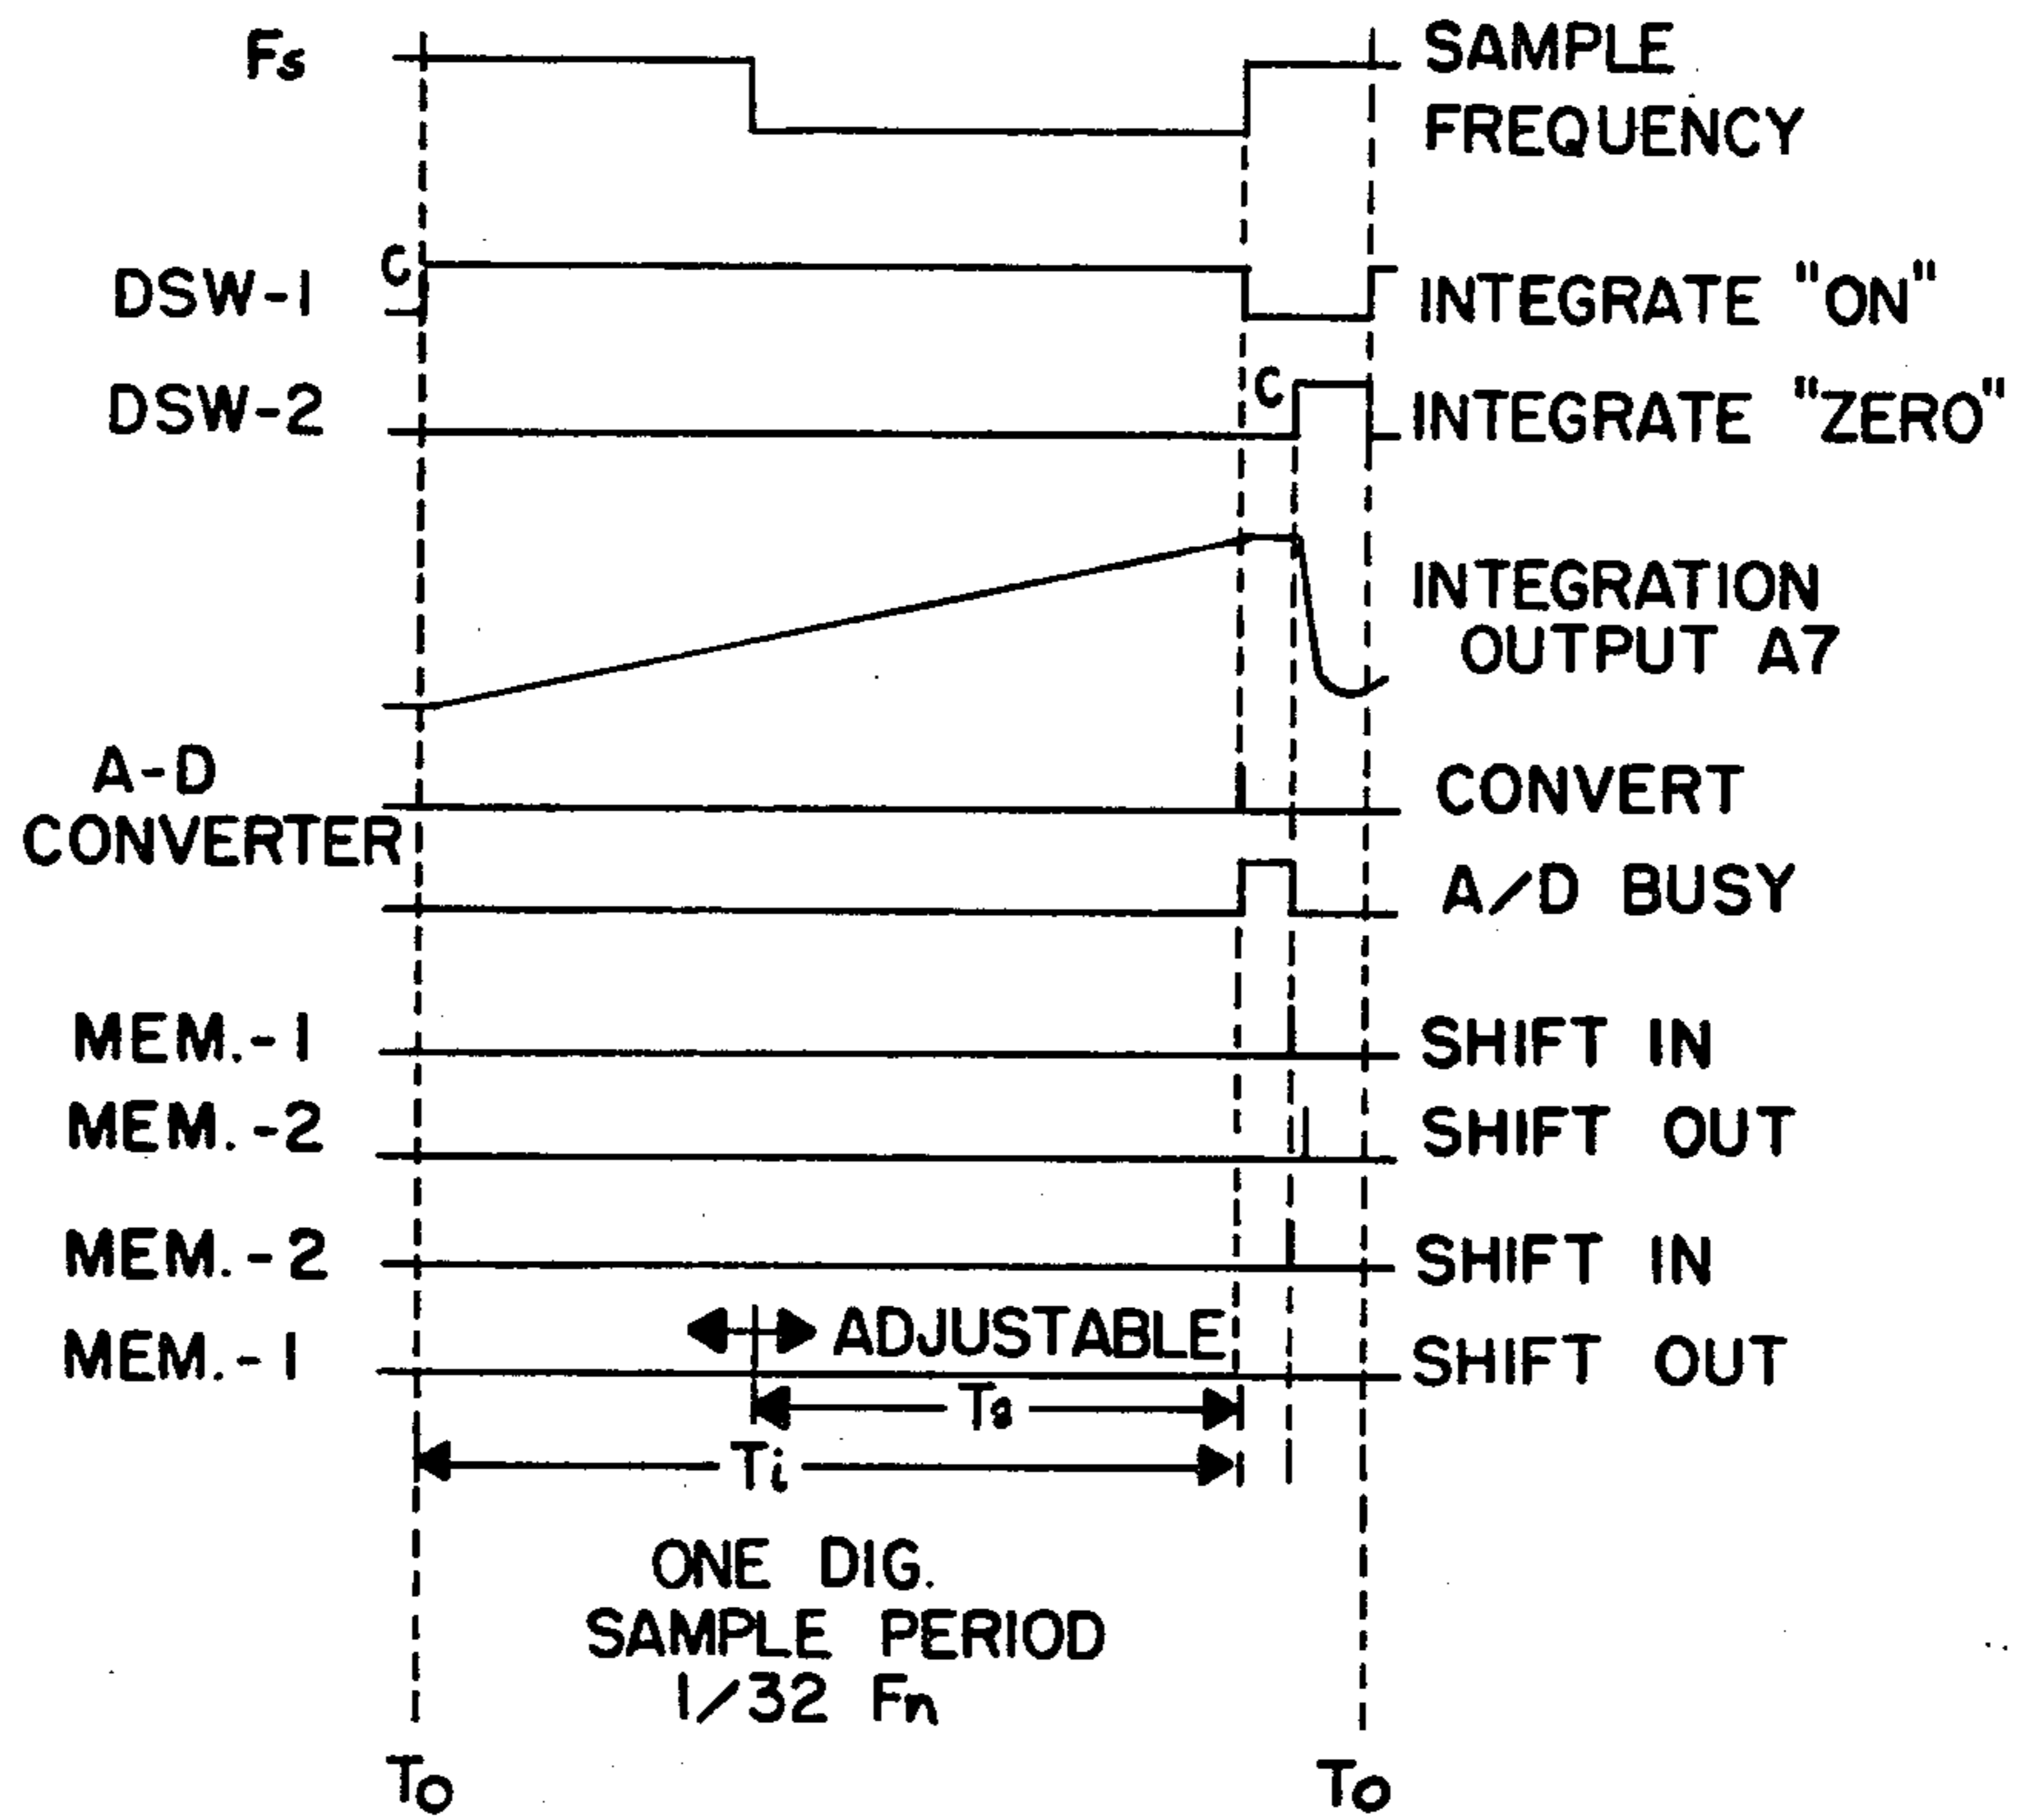 Fs
SAMPLE
FREQUENCY
C
DSW-1
INTEGRATE "ON"
C
DSW-2
INTEGRATE "ZERO"
INTEGRATION
OUTPUT A7
A-D
CONVERTER
CONVERT
A/D BUSY
MEM.-1
SHIFT IN
MEM.-2
SHIFT OUT
MEM.-2
SHIFT IN
ADJUSTABLE
MEM.-1
SHIFT OUT
Ts
Ti
ONE DIG.
SAMPLE PERIOD
1/32 Fn
To
To